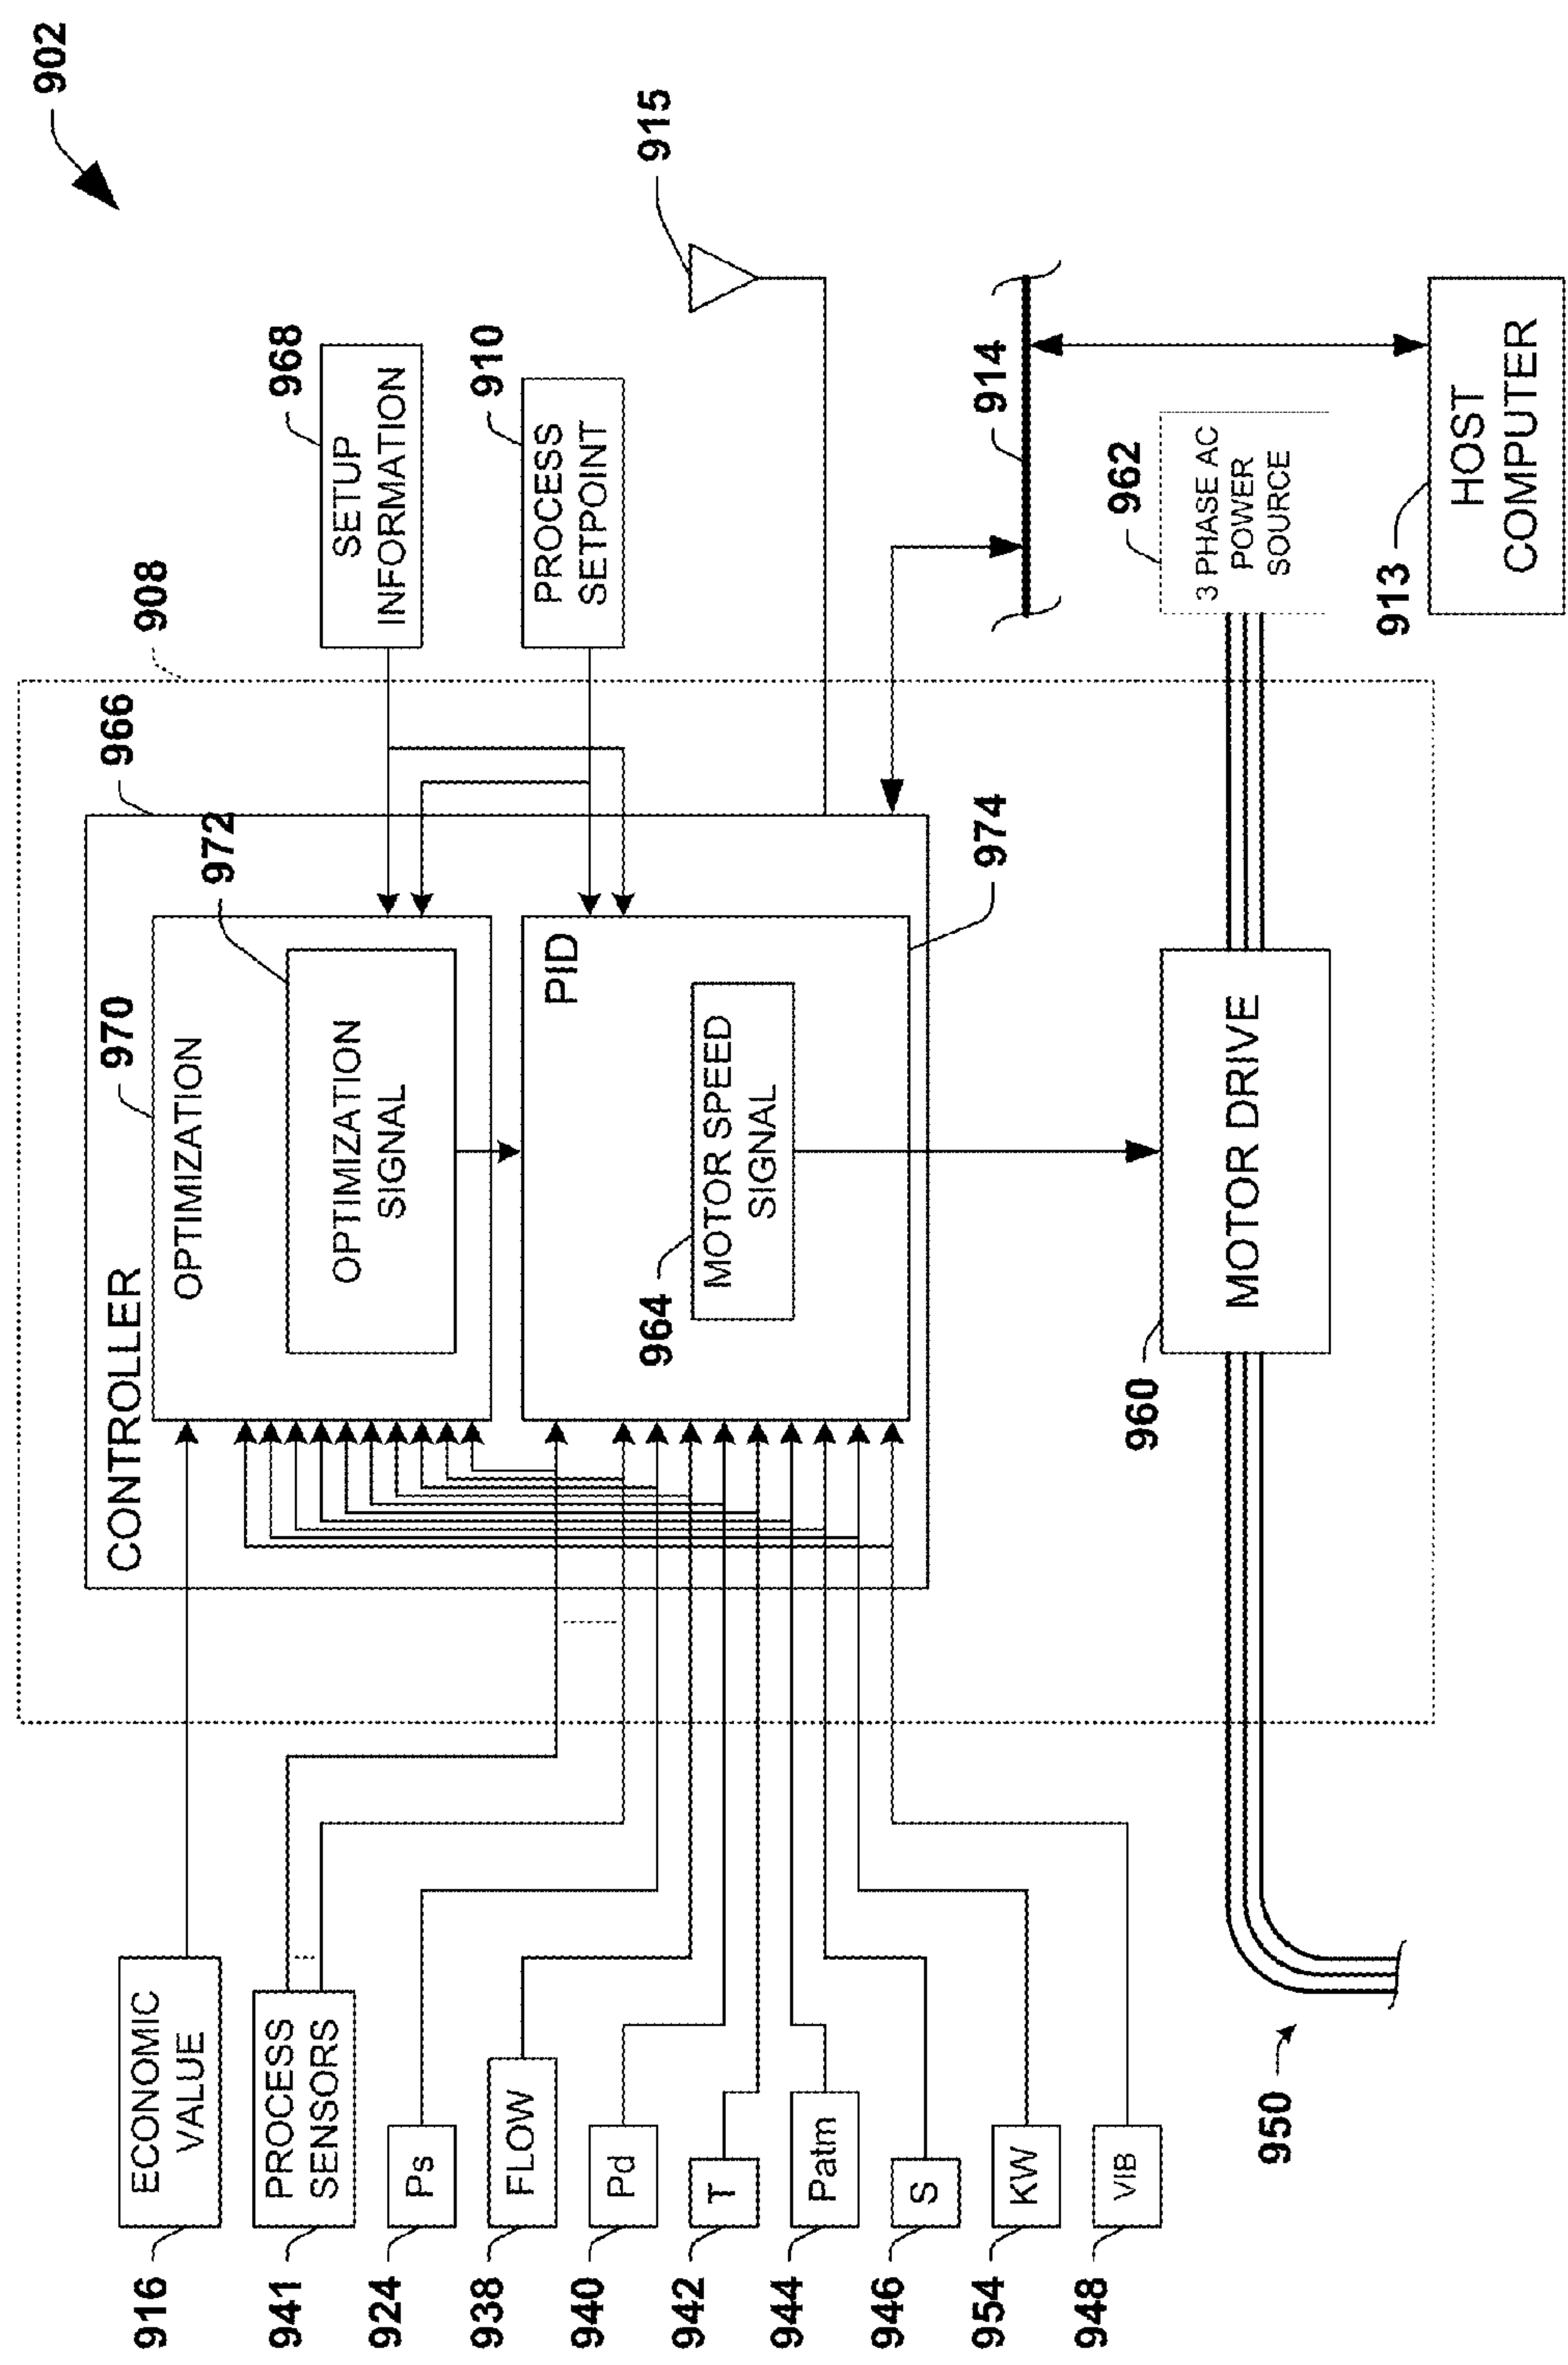 902
915
968
SETUP
INFORMATION
910
PROCESS
SETPOINT
914
962
3 PHASE AC
POWER
SOURCE
913
HOST
COMPUTER
908
966
CONTROLLER
970
OPTIMIZATION
972
OPTIMIZATION
SIGNAL
PID
974
964
MOTOR SPEED
SIGNAL
960
MOTOR DRIVE
950
916
ECONOMIC
VALUE
941
PROCESS
SENSORS
924
Ps
938
FLOW
940
Pd
942
T
944
Patm
946
S
954
KW
948
VIB